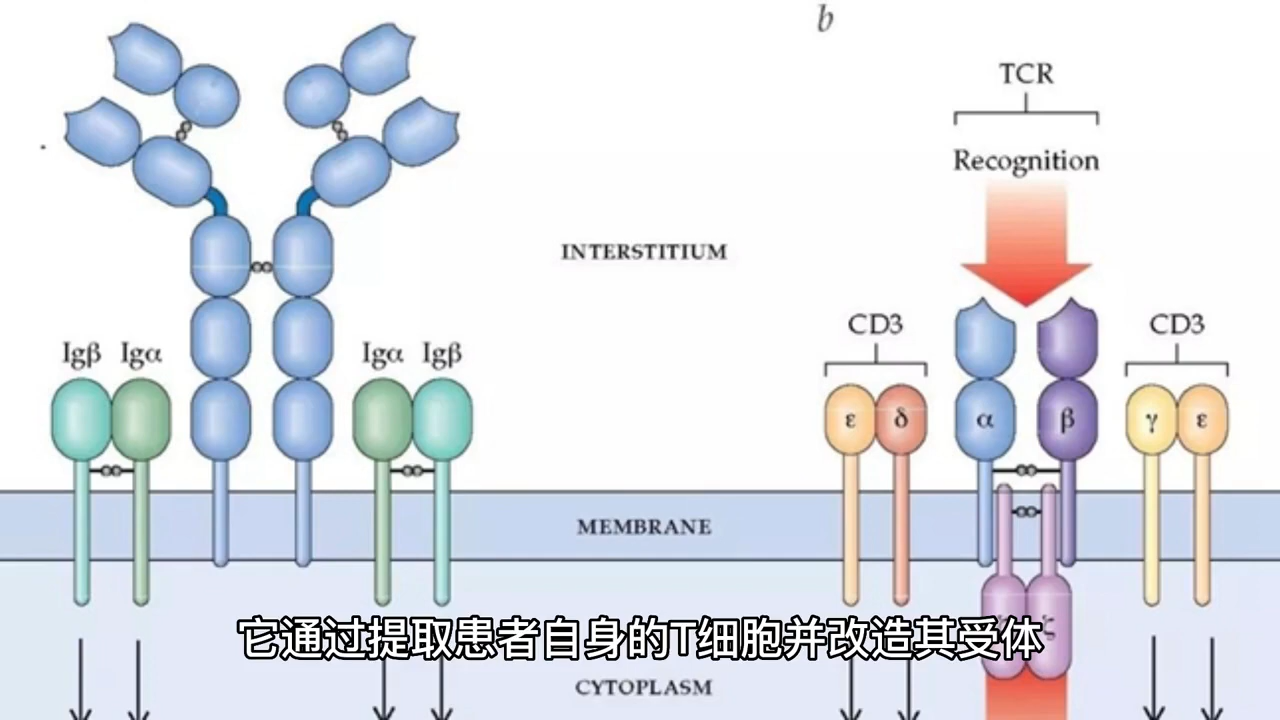 b
TCR
Recognition
INTERSTITIUM
Igβ Igα Igα Igβ
CD3 CD3
ε δ α β γ ε
MEMBRANE
ζ
它通过提取患者自身的T细胞并改造其受体
CYTOPLASM